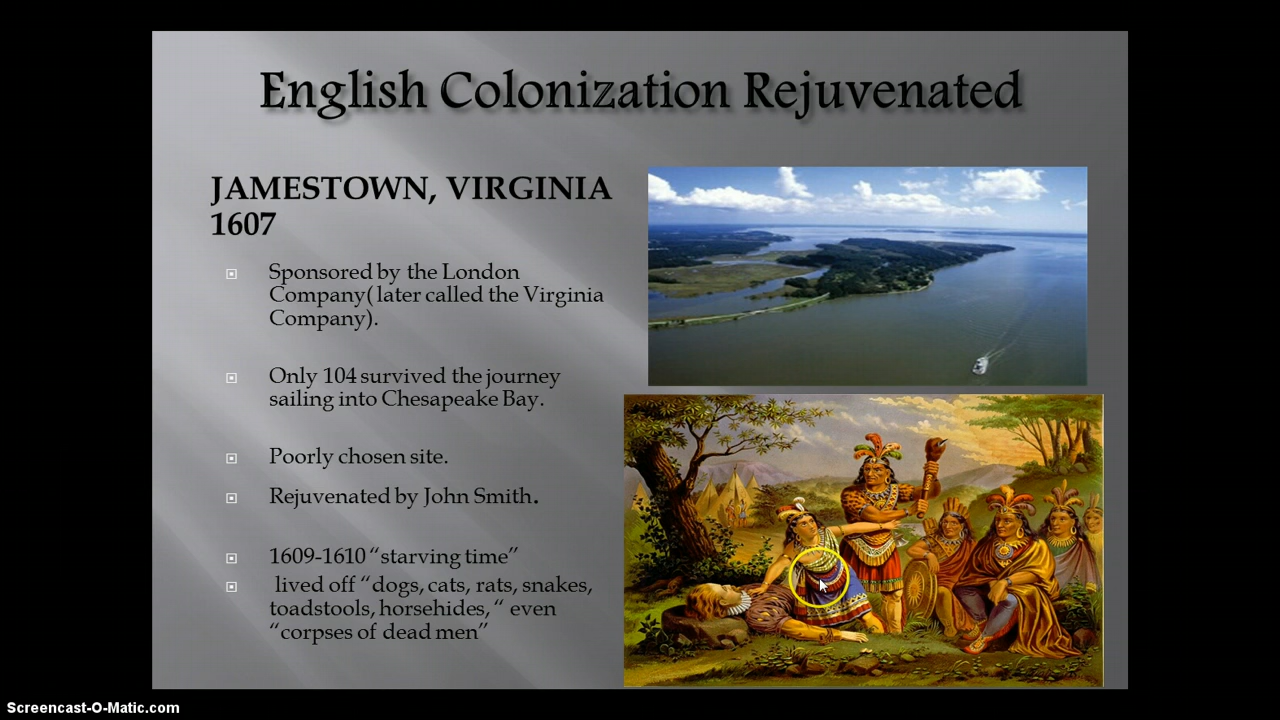 English Colonization Rejuvenated
JAMESTOWN, VIRGINIA
1607
Sponsored by the London
Company( later called the Virginia
Company).
Only 104 survived the journey
sailing into Chesapeake Bay.
Poorly chosen site.
Rejuvenated by John Smith.
1609-1610 “starving time”
lived off “dogs, cats, rats, snakes,
toadstools, horsehides, “ even
“corpses of dead men”
Screencast-O-Matic.com